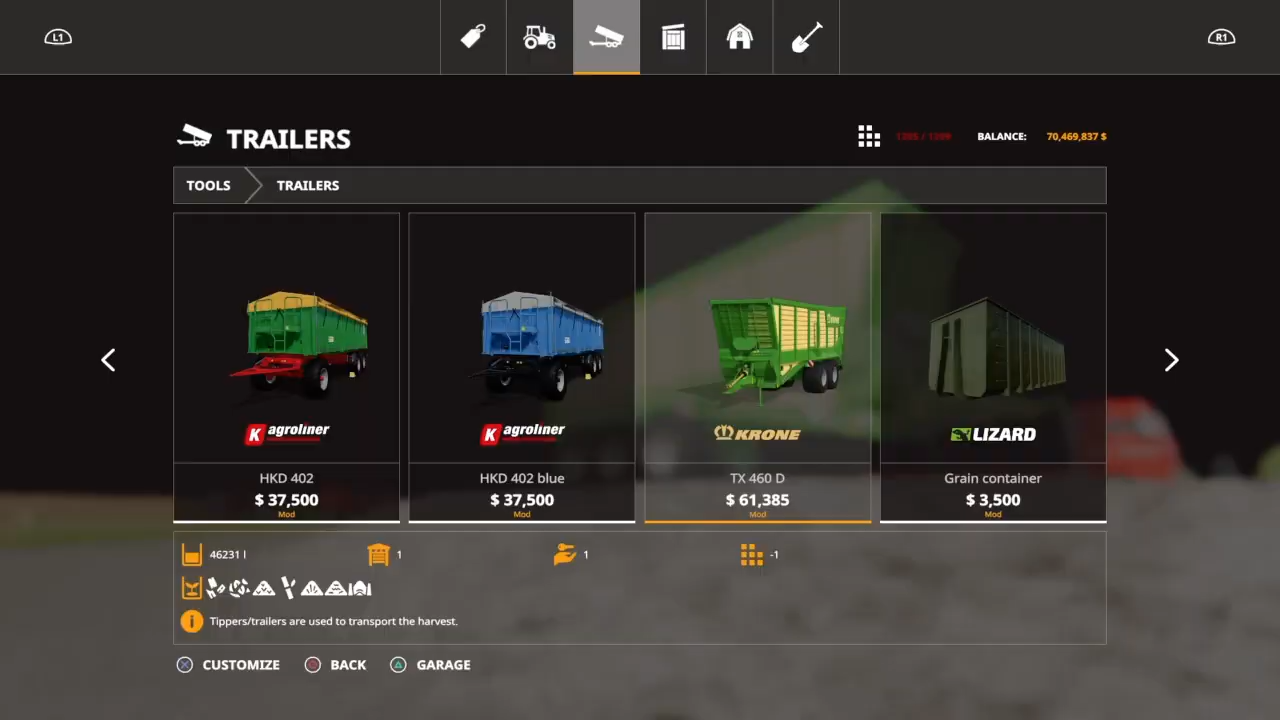 L1
R1
TRAILERS
BALANCE: 70,469,837 $
TOOLS TRAILERS
K agroliner
K agroliner
KRONE
LIZARD
HKD 402
HKD 402 blue
TX 460 D
Grain container
$ 37,500
$ 37,500
$ 61,385
$ 3,500
Mod
Mod
Mod
Mod
46231 l
1
1
-1
Tippers/trailers are used to transport the harvest.
CUSTOMIZE
BACK
GARAGE